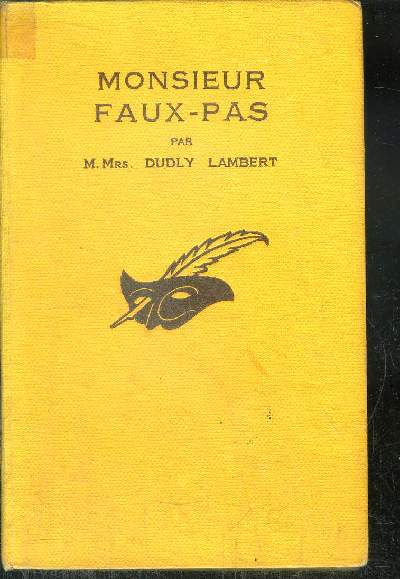 MONSIEUR
FAUX-PAS
PAR
M. MRS. DUDLY LAMBERT